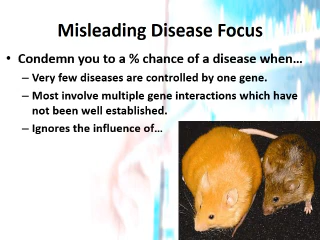 Misleading Disease Focus
• Condemn you to a % chance of a disease when…
– Very few diseases are controlled by one gene.
– Most involve multiple gene interactions which have
not been well established.
– Ignores the influence of…